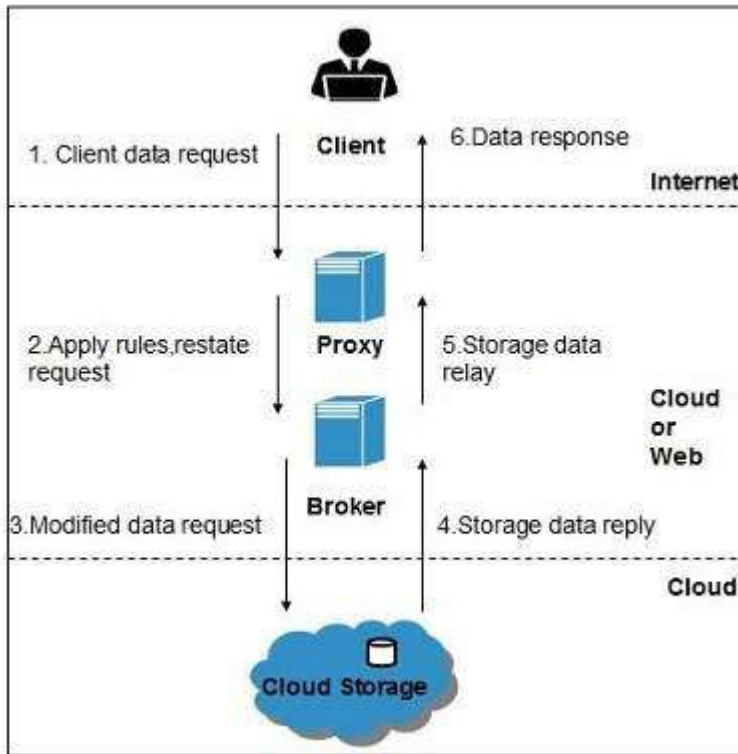 Client
1. Client data request
6.Data response
Internet
2.Apply rules,restate
request
Proxy
5.Storage data
relay
Cloud
or
Web
Broker
3.Modified data request
4.Storage data reply
Cloud
Cloud Storage